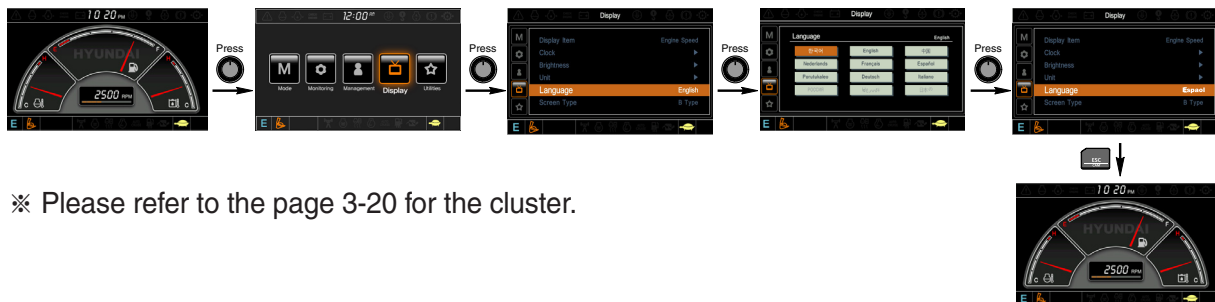 10 20 PM
HYUNDAI
H
F
H
C
C
2500 RPM
E
Press
12:00
M
Mode
Monitoring
Management
Display
Utilities
E
Press
Display
M
Display Item Engine Speed
Clock
Brightness
Unit
Language English
Screen Type B Type
E
Press
Display
M
Language English
한국어 English 中国
Nederlands Français Español
Deutsch Italiano
E
Press
Display
M
Display Item Engine Speed
Clock
Brightness
Unit
Language Espaol
Screen Type B Type
E
ESC
CAM
※ Please refer to the page 3-20 for the cluster.
10 20 PM
HYUNDAI
H
F
H
C
C
2500 RPM
E